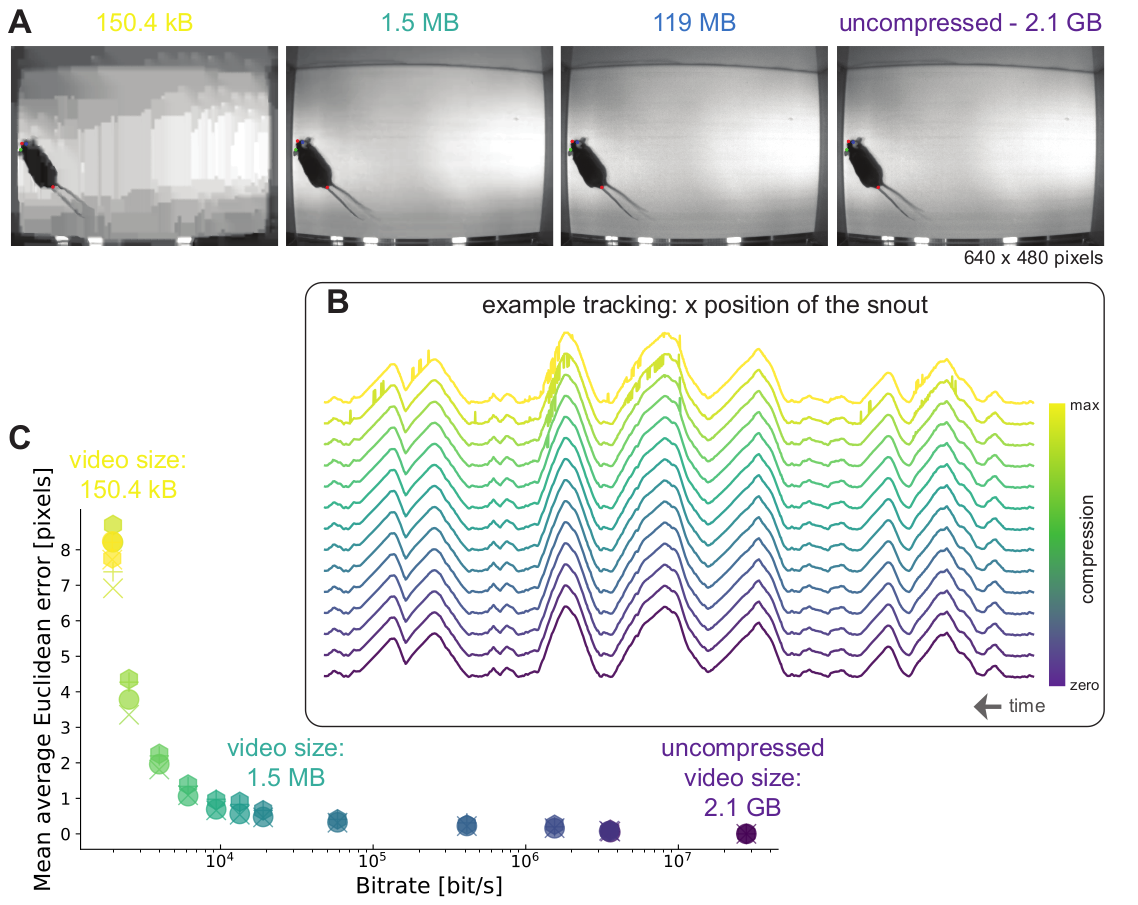 A
150.4 kB
1.5 MB
119 MB
uncompressed - 2.1 GB
640 x 480 pixels
B
example tracking: x position of the snout
max
compression
zero
time
C
video size:
150.4 kB
Mean average Euclidean error [pixels]
8
7
6
5
4
3
2
1
0
video size:
1.5 MB
uncompressed
video size:
2.1 GB
10⁴
10⁵
10⁶
10⁷
Bitrate [bit/s]